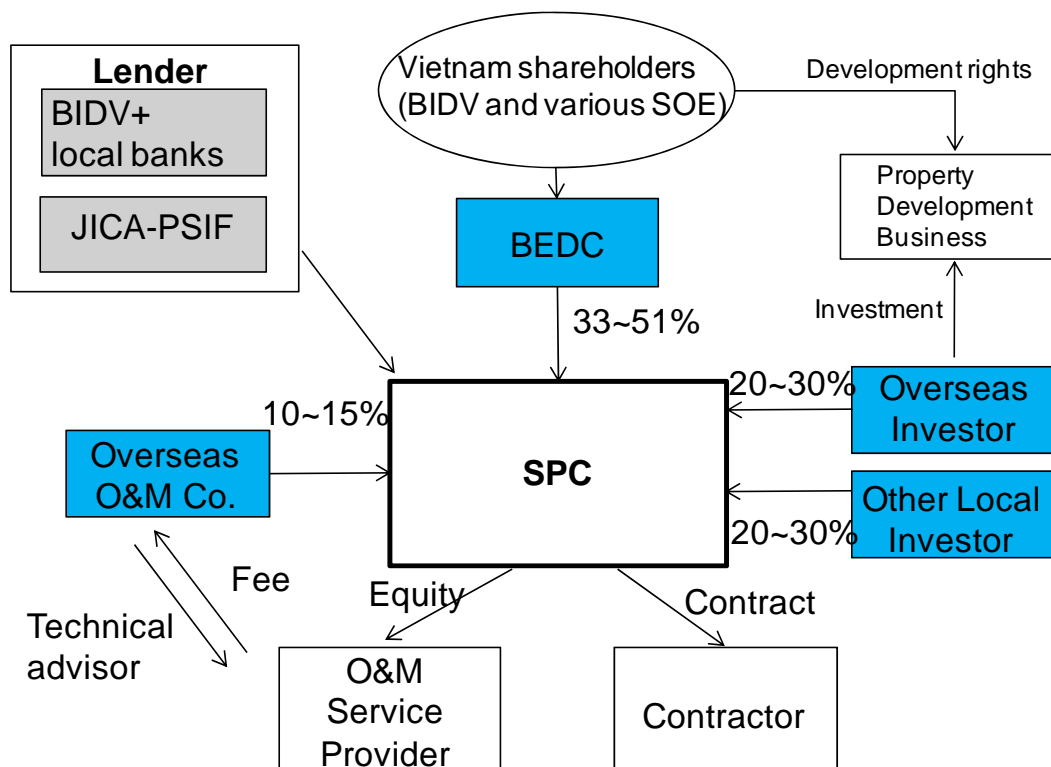 Lender
BIDV+
local banks
JICA-PSIF
Vietnam shareholders
(BIDV and various SOE)
Development rights
Property
Development
Business
BEDC
33~51%
Investment
20~30%
Overseas
Investor
10~15%
Overseas
O&M Co.
SPC
Other Local
Investor
20~30%
Fee
Technical
advisor
Equity
Contract
O&M
Service
Provider
Contractor